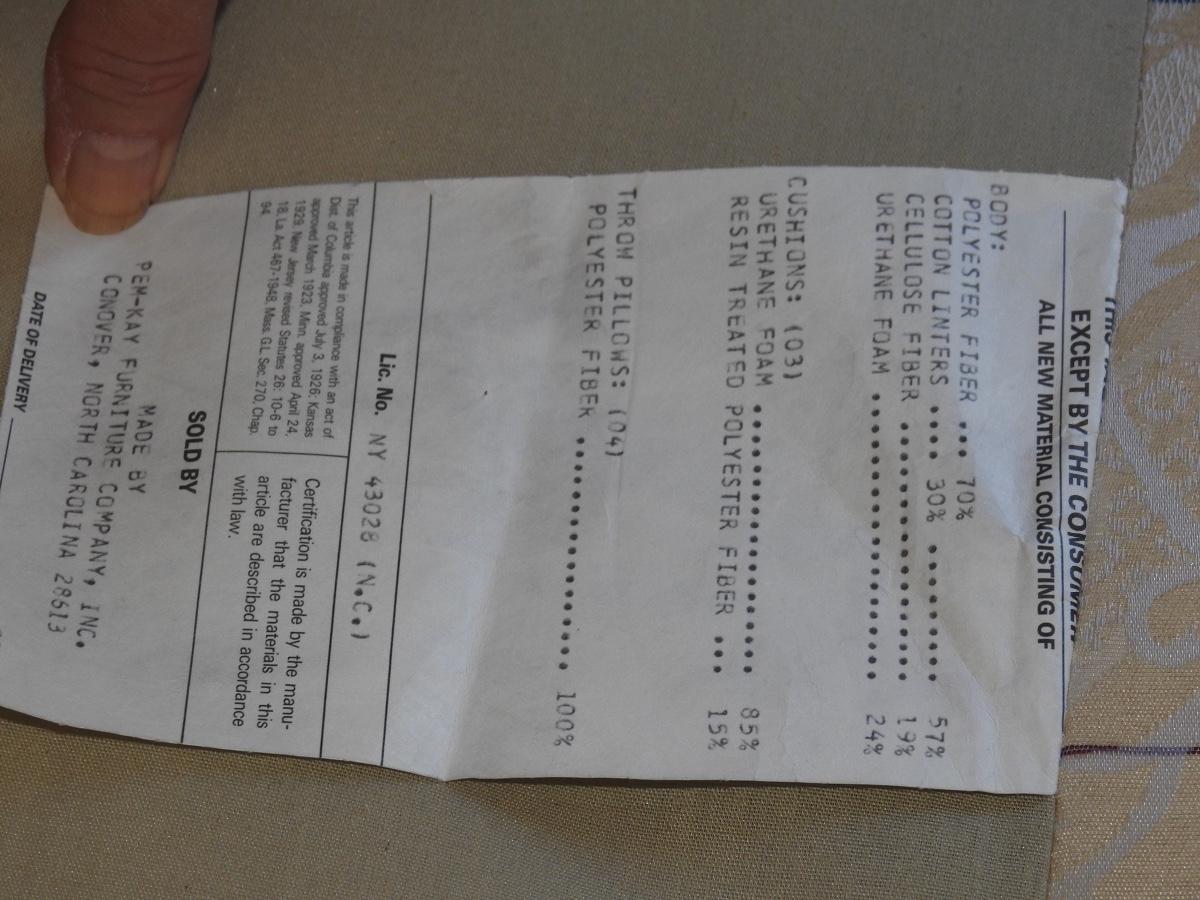 EXCEPT BY THE CONSUMER
ALL NEW MATERIAL CONSISTING OF
BODY:
POLYESTER FIBER ... 70%
COTTON LINTERS .... 30% ......... 57%
CELLULOSE FIBER .................... 19%
URETHANE FOAM ...................... 24%
CUSHIONS: (03)
URETHANE FOAM ..................... 85%
RESIN TREATED POLYESTER FIBER ... 15%
THROW PILLOWS: (04)
POLYESTER FIBER .................. 100%
Lic. No. NY 43028 (N.C.)
This article is made in compliance with an act of
Dist. of Columbia approved July 3, 1926; Kansas
approved March 1923, Minn. approved April 24,
1929. New Jersey revised Statutes 26: 10-6 to
18. La. Act 467-1948. Mass. G.L. Sec. 270, Chap.
94.
Certification is made by the manu-
facturer that the materials in this
article are described in accordance
with law.
SOLD BY
MADE BY
PEM-KAY FURNITURE COMPANY, INC.
CONOVER, NORTH CAROLINA 28613
DATE OF DELIVERY